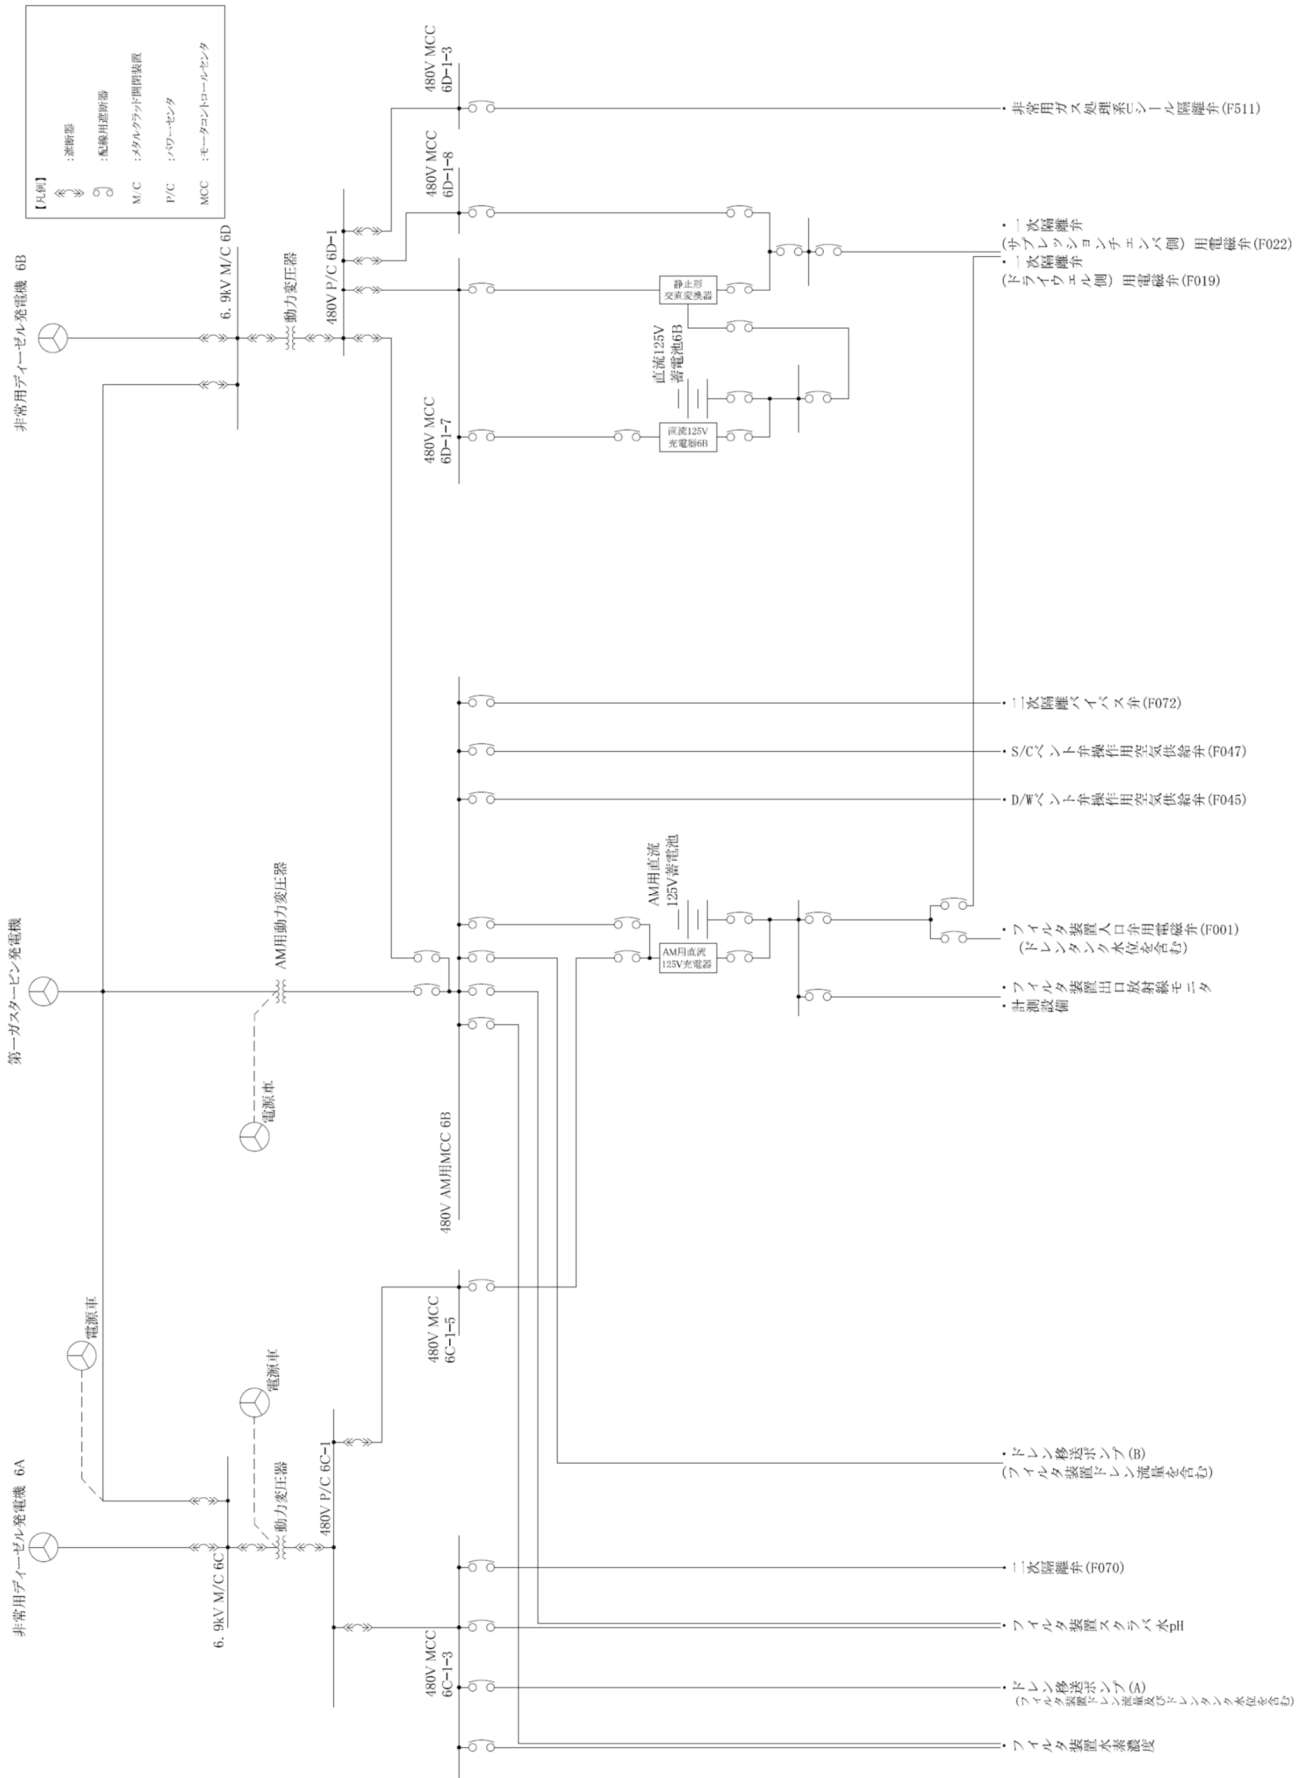 【凡例】
:遮断器
:配線用遮断器
M/C :メタルクラッド開閉装置
P/C :パワーセンタ
MCC :モータコントロールセンタ
非常用ディーゼル発電機 6A
第一ガスタービン発電機
非常用ディーゼル発電機 6B
電源車
電源車
電源車
6.9kV M/C 6C
6.9kV M/C 6D
動力変圧器
AM用動力変圧器
動力変圧器
480V P/C 6C-1
480V P/C 6D-1
480V MCC
6C-1-3
480V MCC
6C-1-5
480V AM用MCC 6B
480V MCC
6D-1-7
480V MCC
6D-1-8
480V MCC
6D-1-3
AM用直流
125V蓄電池
AM用直流
125V充電器
直流125V
蓄電池6B
直流125V
充電器6B
静止形
交直変換器
・フィルタ装置水素濃度
・ドレン移送ポンプ(A)
(フィルタ装置ドレン流量及びドレンタンク水位を含む)
・フィルタ装置スクラバ水pH
・二次隔離弁(F070)
・ドレン移送ポンプ(B)
(フィルタ装置ドレン流量を含む)
・フィルタ装置出口放射線モニタ
・計測設備
・フィルタ装置入口弁用電磁弁(F001)
(ドレンタンク水位を含む)
・D/Wベント弁操作用空気供給弁(F045)
・S/Cベント弁操作用空気供給弁(F047)
・二次隔離バイパス弁(F072)
・一次隔離弁
(サプレッションチェンバ側)用電磁弁(F022)
・一次隔離弁
(ドライウェル側)用電磁弁(F019)
・非常用ガス処理系Uシール隔離弁(F511)